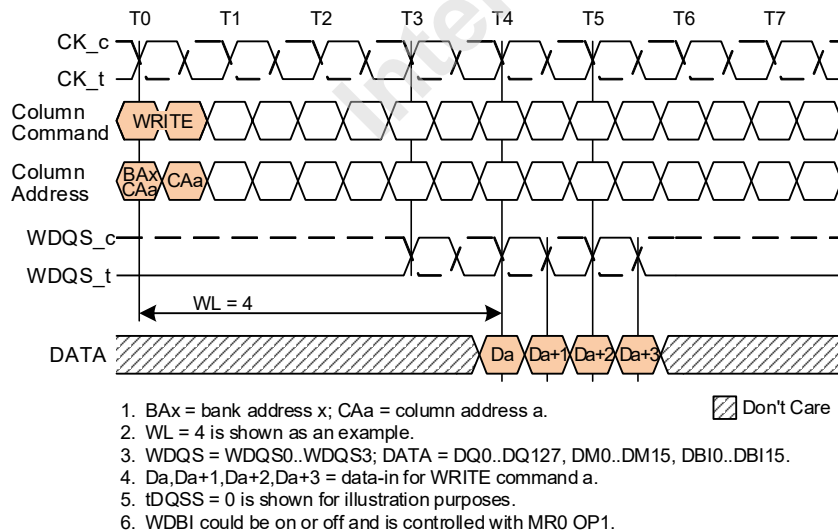 T0 T1 T2 T3 T4 T5 T6 T7
CK_c
CK_t
Column
Command
WRITE
Column
Address
BAx
CAa
CAa
WDQS_c
WDQS_t
WL = 4
DATA
Da Da+1 Da+2 Da+3
1. BAx = bank address x; CAa = column address a.
Don't Care
2. WL = 4 is shown as an example.
3. WDQS = WDQS0..WDQS3; DATA = DQ0..DQ127, DM0..DM15, DBI0..DBI15.
4. Da,Da+1,Da+2,Da+3 = data-in for WRITE command a.
5. tDQSS = 0 is shown for illustration purposes.
6. WDBI could be on or off and is controlled with MR0 OP1.